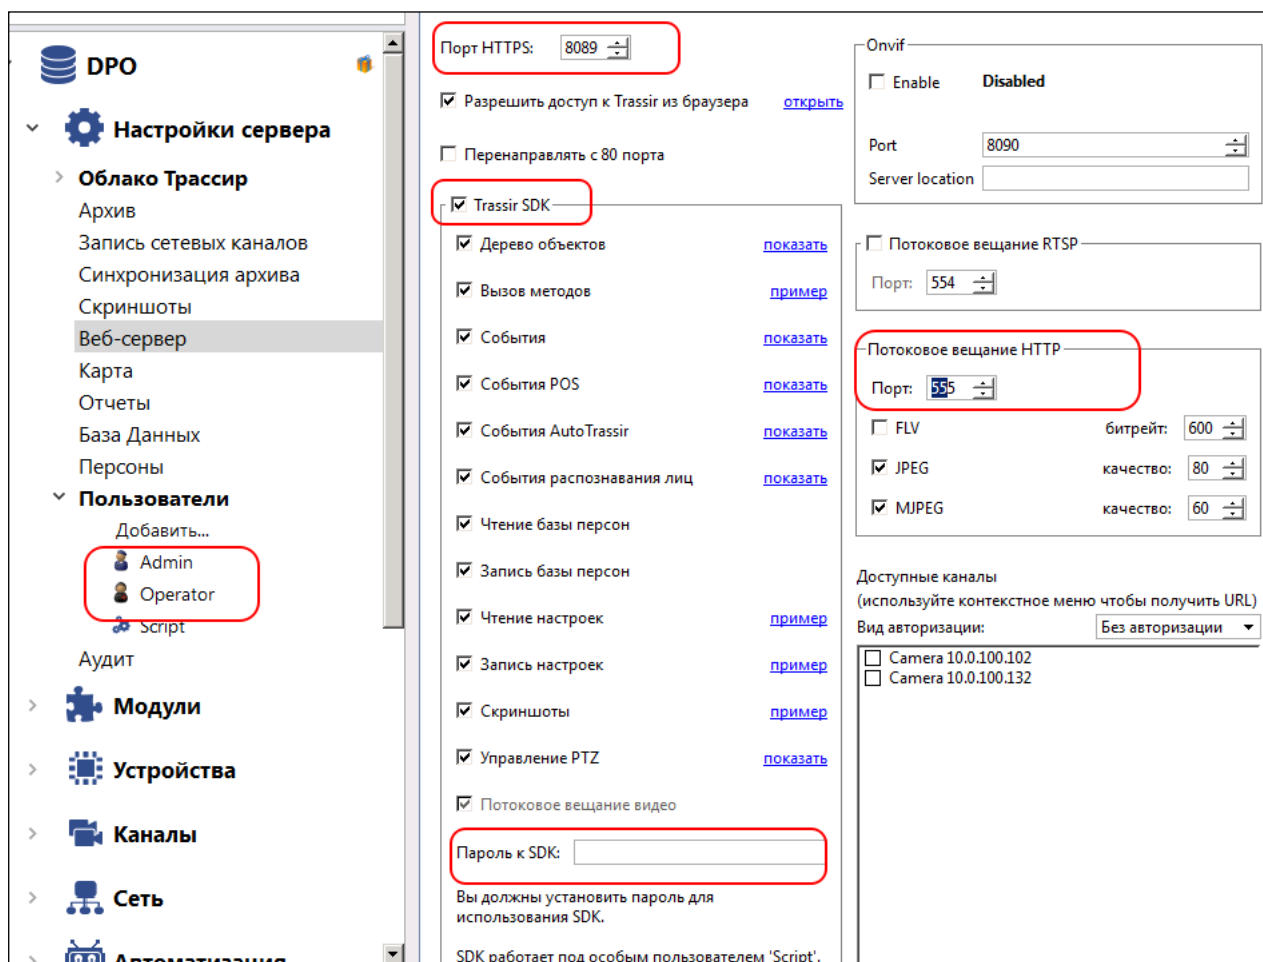 DPO
Настройки сервера
Облако Трассир
Архив
Запись сетевых каналов
Синхронизация архива
Скриншоты
Веб-сервер
Карта
Отчеты
База Данных
Персоны
Пользователи
Добавить...
Admin
Operator
Script
Аудит
Модули
Устройства
Каналы
Сеть
Автоматизация
Порт HTTPS: 8089
Разрешить доступ к Trassir из браузера открыть
Перенаправлять с 80 порта
Trassir SDK
Дерево объектов показать
Вызов методов пример
События показать
События POS показать
События AutoTrassir показать
События распознавания лиц показать
Чтение базы персон
Запись базы персон
Чтение настроек пример
Запись настроек пример
Скриншоты пример
Управление PTZ показать
Потоковое вещание видео
Пароль к SDK:
Вы должны установить пароль для
использования SDK.
SDK работает под особым пользователем 'Script'.
Onvif
Enable Disabled
Port 8090
Server location
Потоковое вещание RTSP
Порт: 554
Потоковое вещание HTTP
Порт: 555
FLV битрейт: 600
JPEG качество: 80
MJPEG качество: 60
Доступные каналы
(используйте контекстное меню чтобы получить URL)
Вид авторизации: Без авторизации
Camera 10.0.100.102
Camera 10.0.100.132